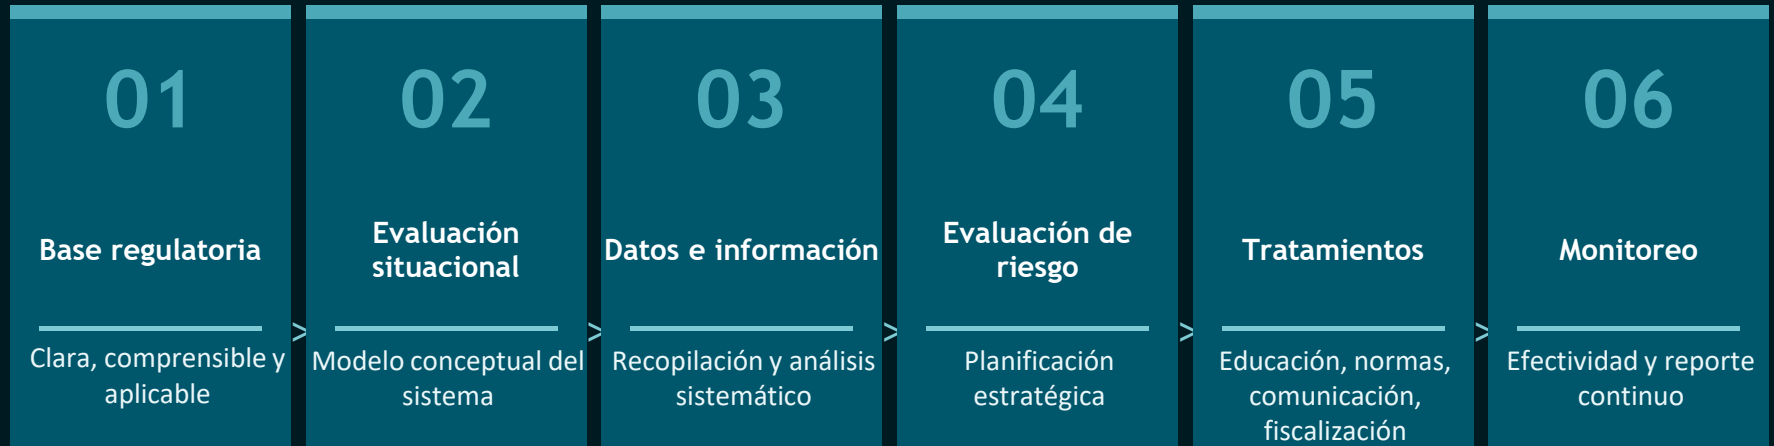 01
Base regulatoria
Clara, comprensible y
aplicable
>
02
Evaluación
situacional
Modelo conceptual del
sistema
>
03
Datos e información
Recopilación y análisis
sistemático
>
04
Evaluación de
riesgo
Planificación
estratégica
>
05
Tratamientos
Educación, normas,
comunicación,
fiscalización
>
06
Monitoreo
Efectividad y reporte
continuo